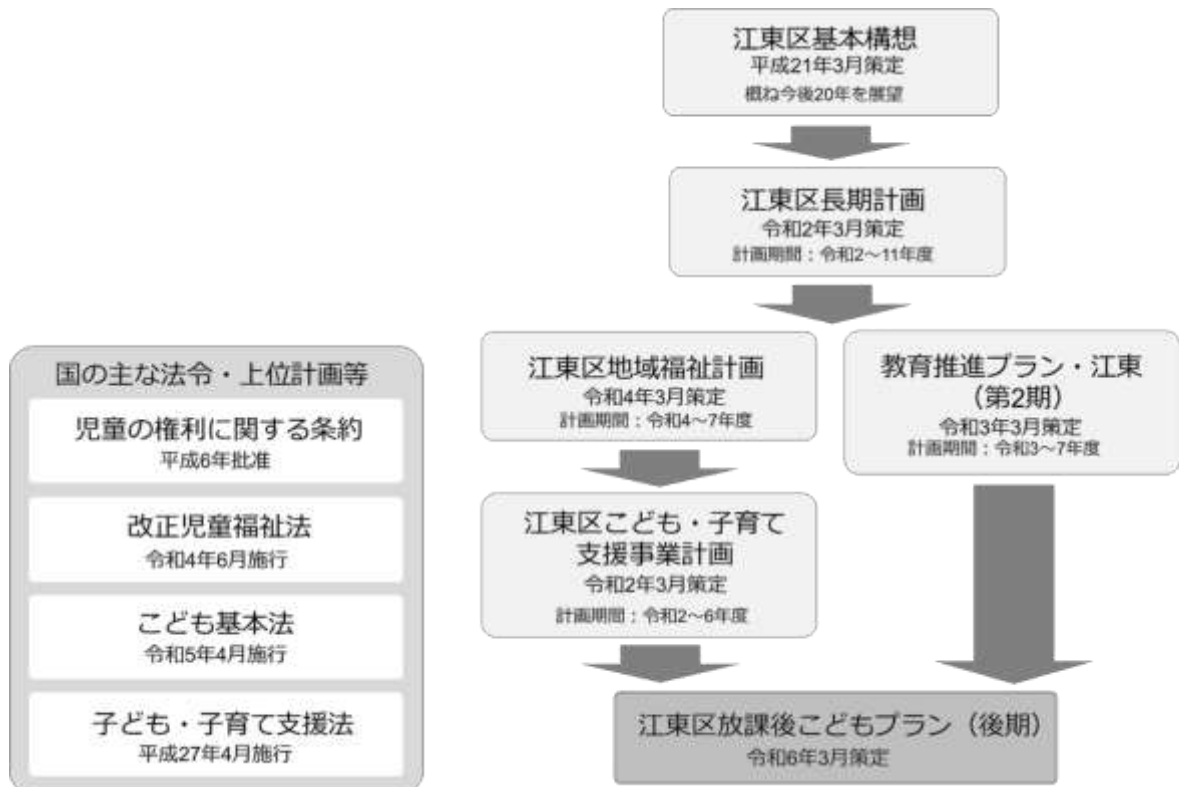 江東区基本構想
平成21年3月策定
概ね今後20年を展望
江東区長期計画
令和2年3月策定
計画期間：令和2～11年度
江東区地域福祉計画
令和4年3月策定
計画期間：令和4～7年度
教育推進プラン・江東
（第2期）
令和3年3月策定
計画期間：令和3～7年度
江東区こども・子育て
支援事業計画
令和2年3月策定
計画期間：令和2～6年度
江東区放課後こどもプラン（後期）
令和6年3月策定
国の主な法令・上位計画等
児童の権利に関する条約
平成6年批准
改正児童福祉法
令和4年6月施行
こども基本法
令和5年4月施行
子ども・子育て支援法
平成27年4月施行